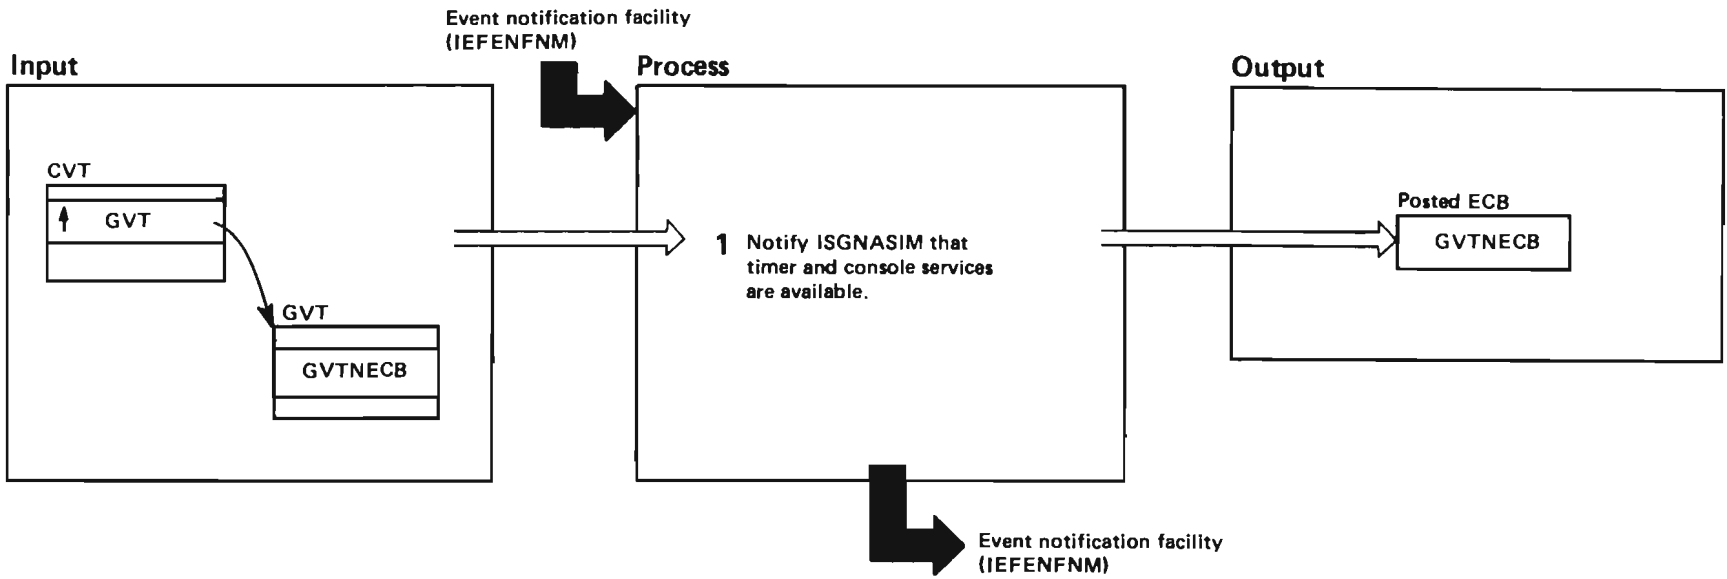 Event notification facility
(IEFENFNM)
Input
Process
Output
CVT
GVT
GVT
GVTNECB
1 Notify ISGNASIM that
timer and console services
are available.
Posted ECB
GVTNECB
Event notification facility
(IEFENFNM)